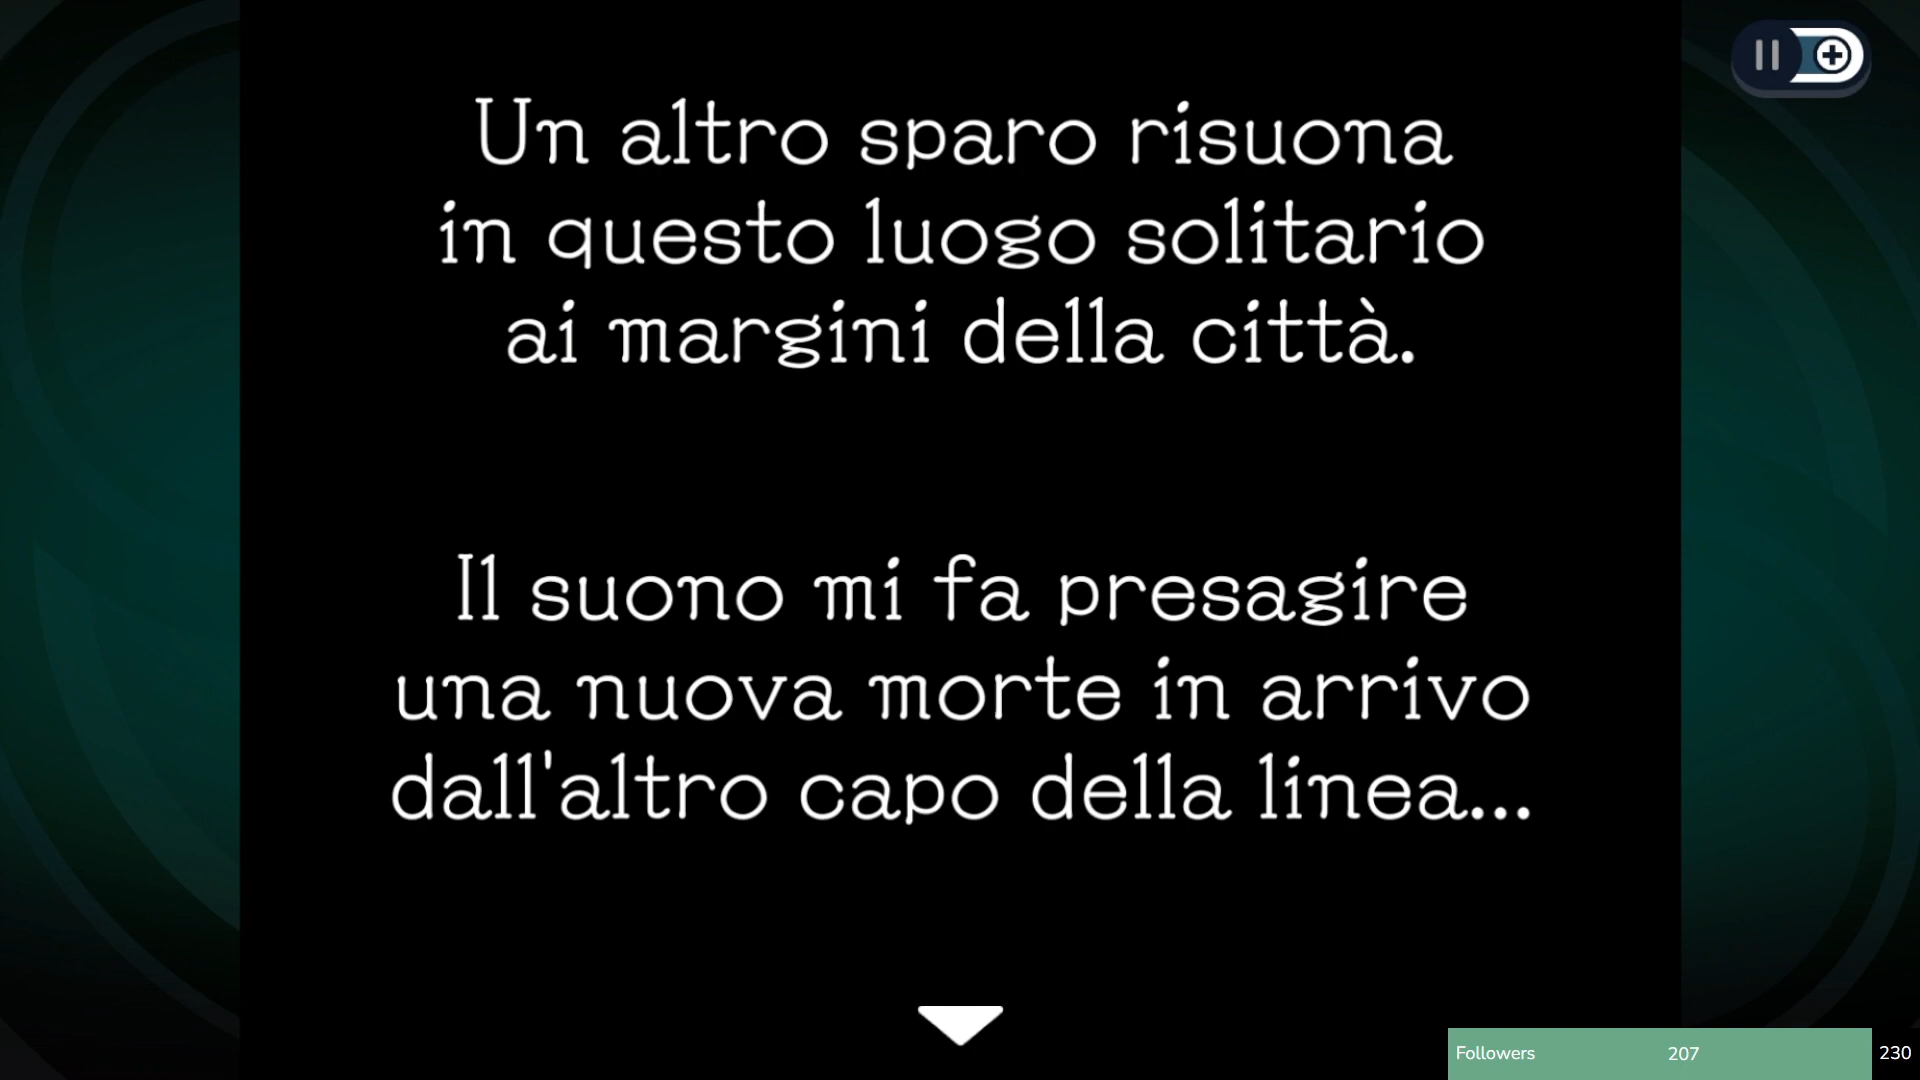 Un altro sparo risuona
in questo luogo solitario
ai margini della città.
Il suono mi fa presagire
una nuova morte in arrivo
dall'altro capo della linea...
Followers 207 230